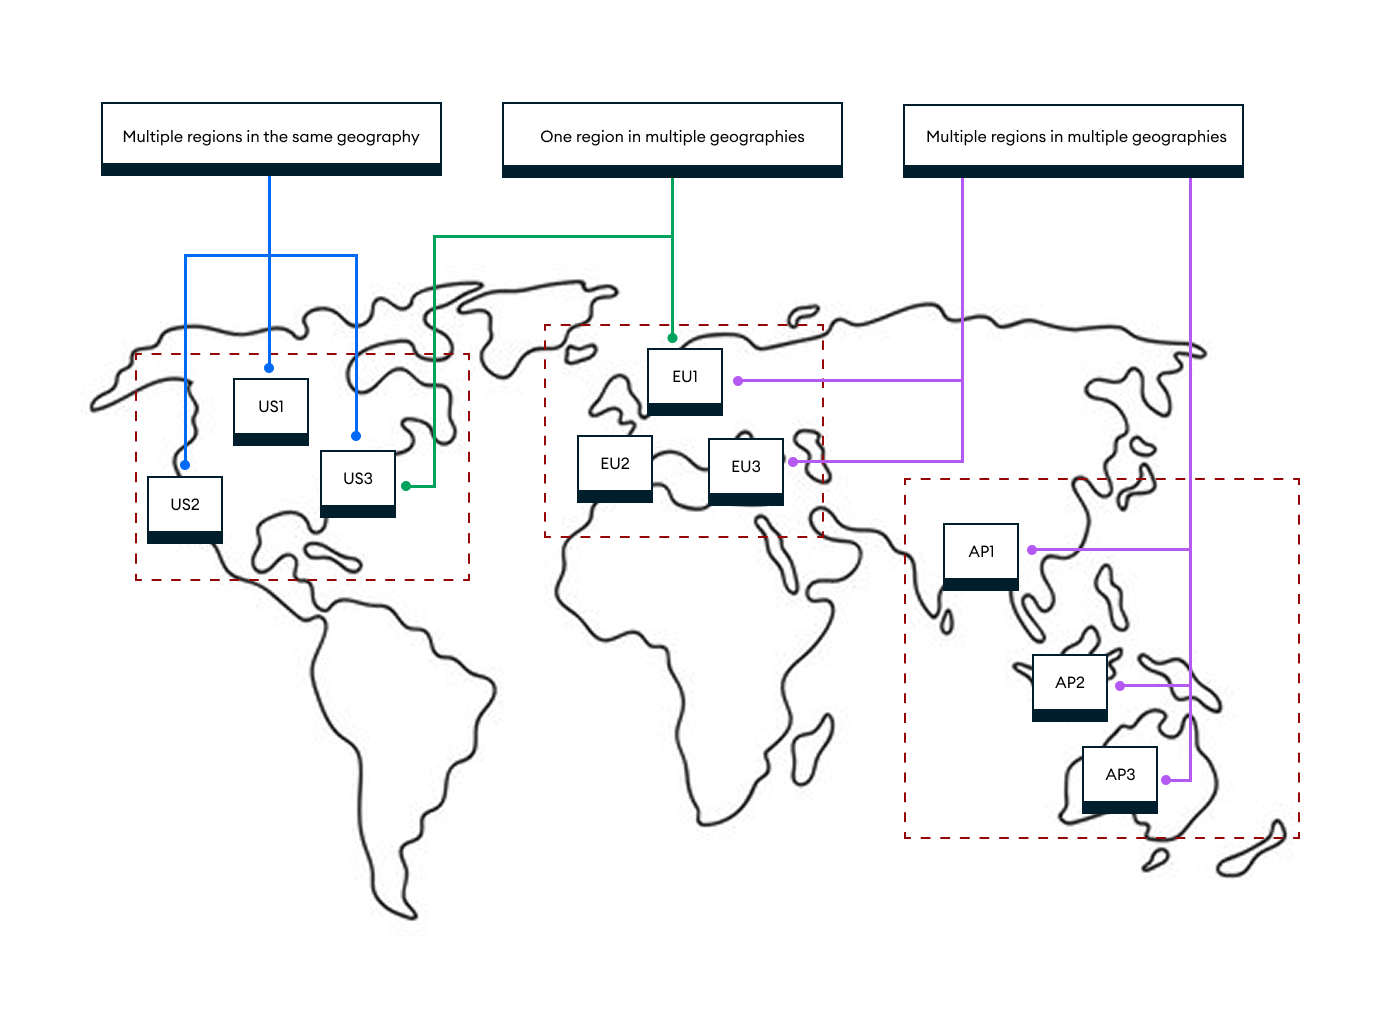 Multiple regions in the same geography
One region in multiple geographies
Multiple regions in multiple geographies
US1
US2
US3
EU1
EU2
EU3
AP1
AP2
AP3